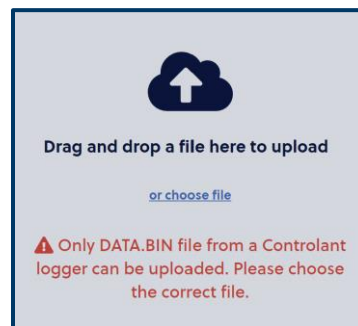 Drag and drop a file here to upload
or choose file
Only DATA.BIN file from a Controlant
logger can be uploaded. Please choose
the correct file.